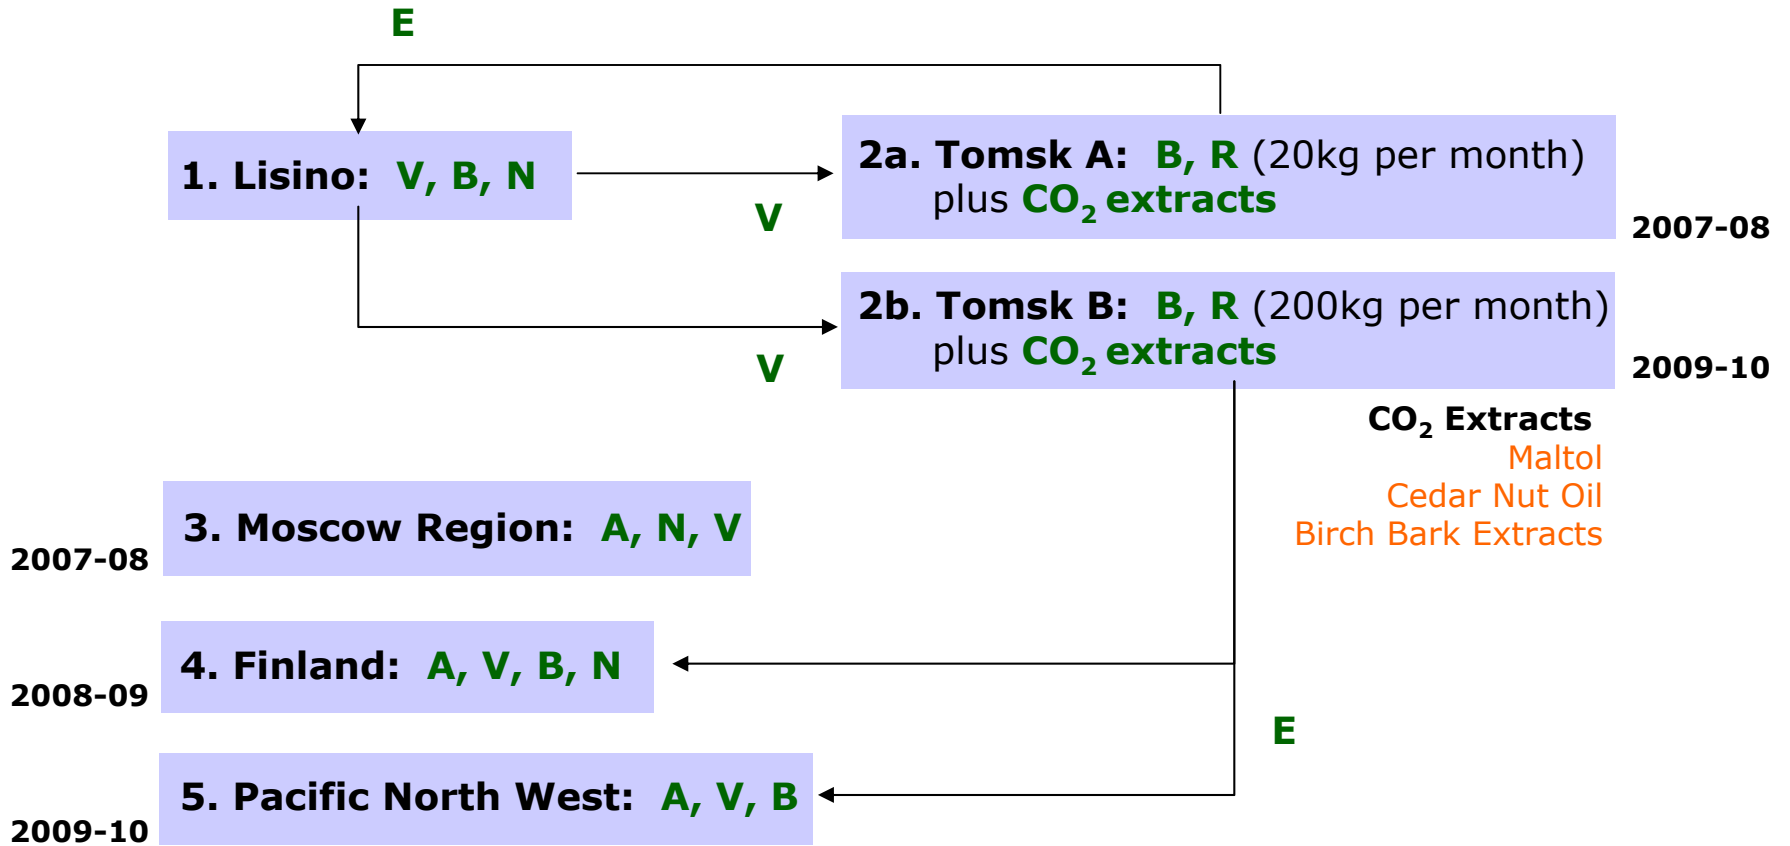 E
1. Lisino: V, B, N
V
2a. Tomsk A: B, R (20kg per month)
plus CO₂ extracts
2007-08
V
2b. Tomsk B: B, R (200kg per month)
plus CO₂ extracts
2009-10
CO₂ Extracts
Maltol
Cedar Nut Oil
Birch Bark Extracts
3. Moscow Region: A, N, V
2007-08
4. Finland: A, V, B, N
2008-09
E
5. Pacific North West: A, V, B
2009-10